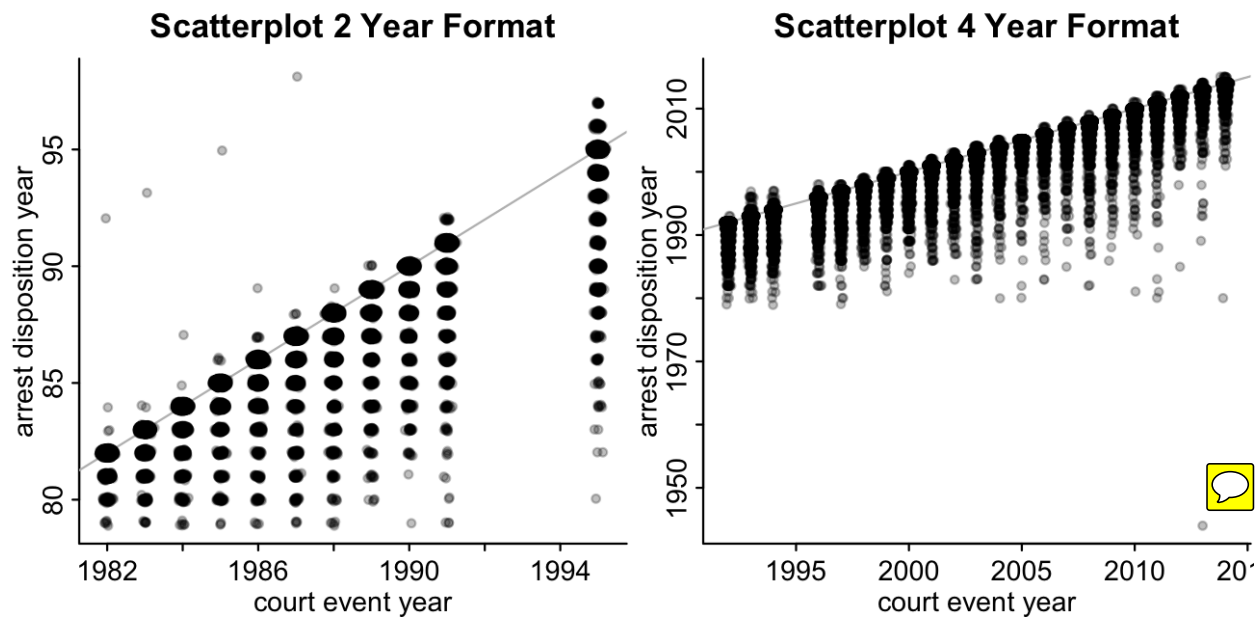 Scatterplot 2 Year Format
arrest disposition year
95
90
85
80
1982
1986
1990
1994
court event year
Scatterplot 4 Year Format
arrest disposition year
2010
1990
1970
1950
1995
2000
2005
2010
201
court event year